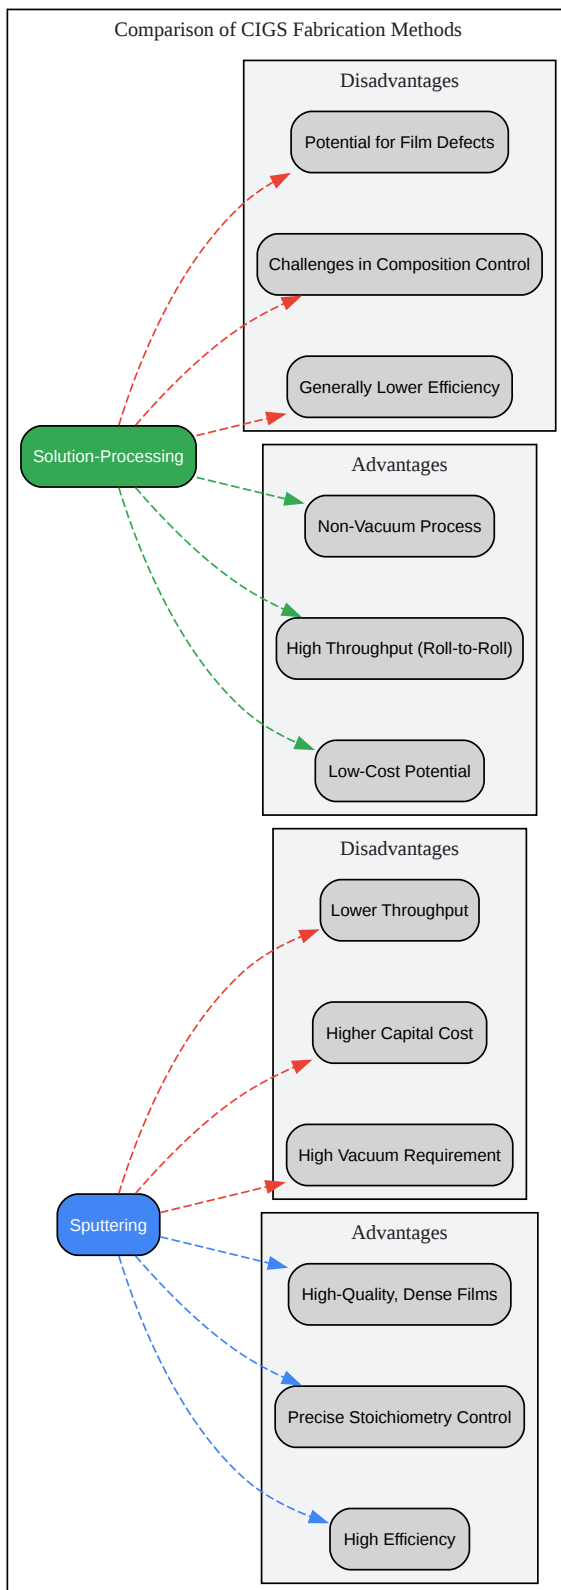 Comparison of CIGS Fabrication Methods
Disadvantages
Potential for Film Defects
Challenges in Composition Control
Generally Lower Efficiency
Solution-Processing
Advantages
Non-Vacuum Process
High Throughput (Roll-to-Roll)
Low-Cost Potential
Disadvantages
Lower Throughput
Higher Capital Cost
High Vacuum Requirement
Sputtering
Advantages
High-Quality, Dense Films
Precise Stoichiometry Control
High Efficiency